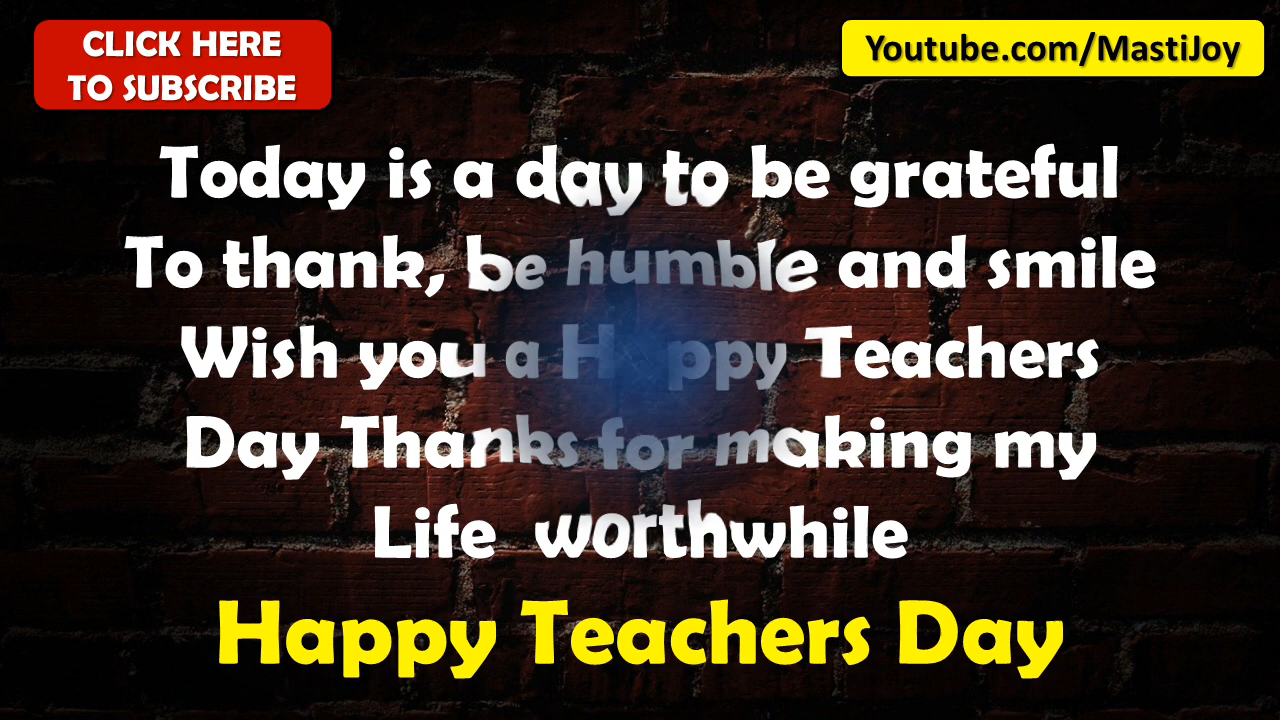 CLICK HERE
TO SUBSCRIBE
Youtube.com/MastiJoy
Today is a day to be grateful
To thank, be humble and smile
Wish you a Happy Teachers
Day Thanks for making my
Life worthwhile
Happy Teachers Day